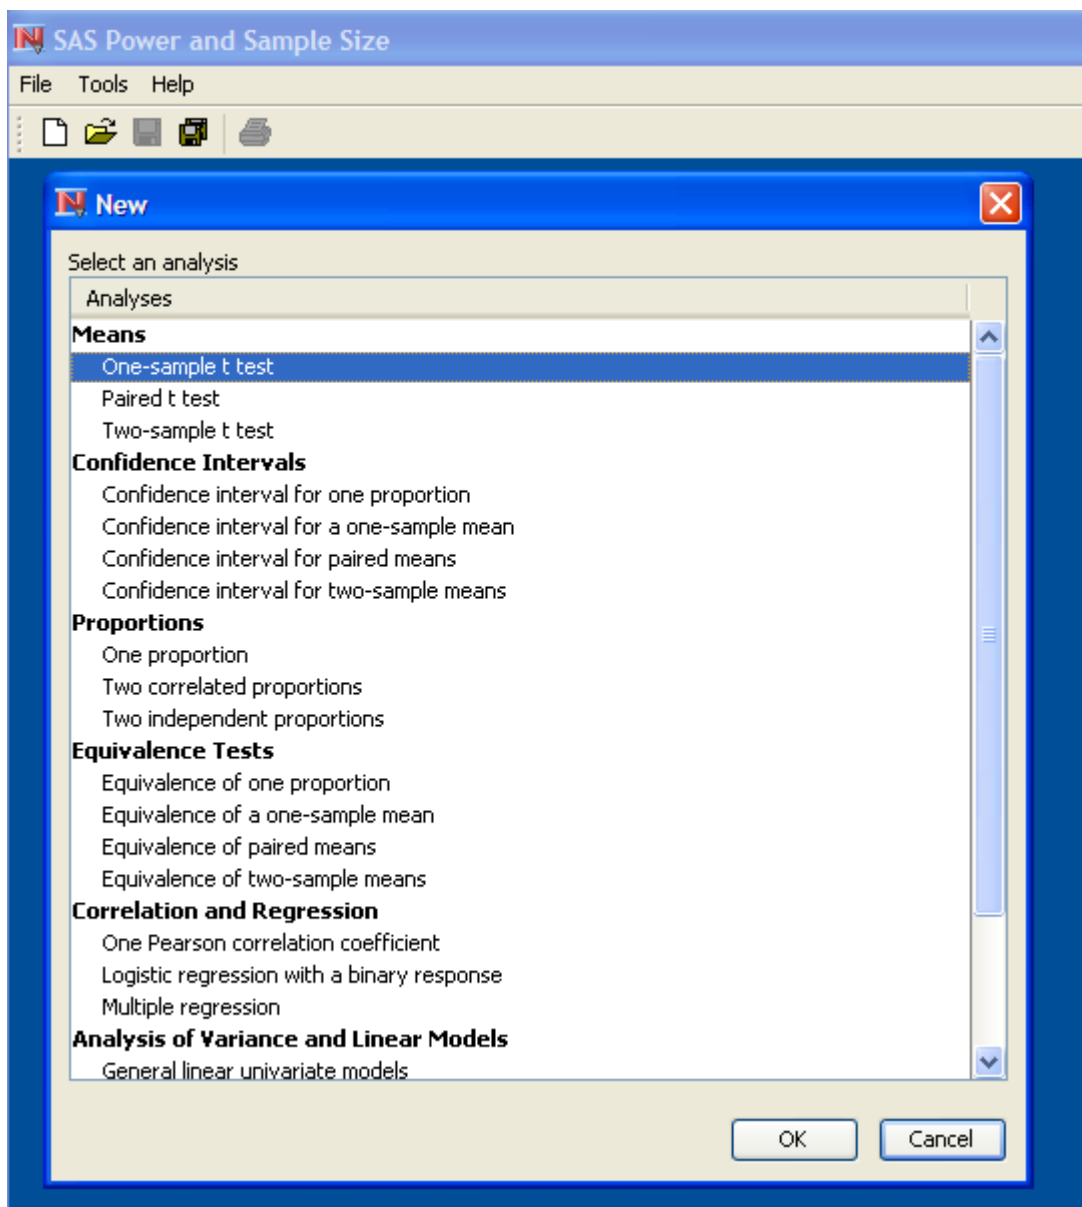 SAS Power and Sample Size
File Tools Help
New
Select an analysis
Analyses
Means
One-sample t test
Paired t test
Two-sample t test
Confidence Intervals
Confidence interval for one proportion
Confidence interval for a one-sample mean
Confidence interval for paired means
Confidence interval for two-sample means
Proportions
One proportion
Two correlated proportions
Two independent proportions
Equivalence Tests
Equivalence of one proportion
Equivalence of a one-sample mean
Equivalence of paired means
Equivalence of two-sample means
Correlation and Regression
One Pearson correlation coefficient
Logistic regression with a binary response
Multiple regression
Analysis of Variance and Linear Models
General linear univariate models
OK Cancel